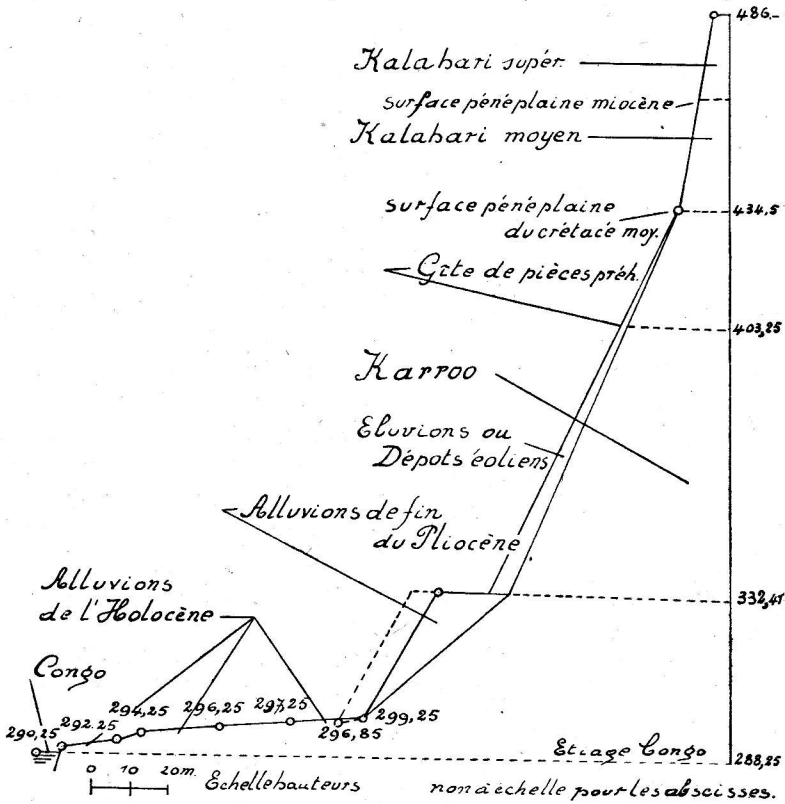 486.-
Kalahari supér.
surface pénéplaine miocène
Kalahari moyen
surface pénéplaine
du crétacé moy.
434,5
Gîte de pièces préh.
403,25
Karroo
Eluvions ou
Dépots éoliens
Alluvions de fin
du Pliocène
Alluvions
de l'Holocène
332,41
Congo
290,25
292.25
294,25
296,25
297,25
296,85
299,25
Etiage Congo
288,25
0 10 20m.
Echelle hauteurs
non à échelle pour les abscisses.